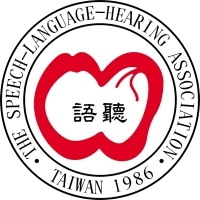 · THE SPEECH-LANGUAGE-HEARING ASSOCIATION ·
語聽
TAIWAN 1986